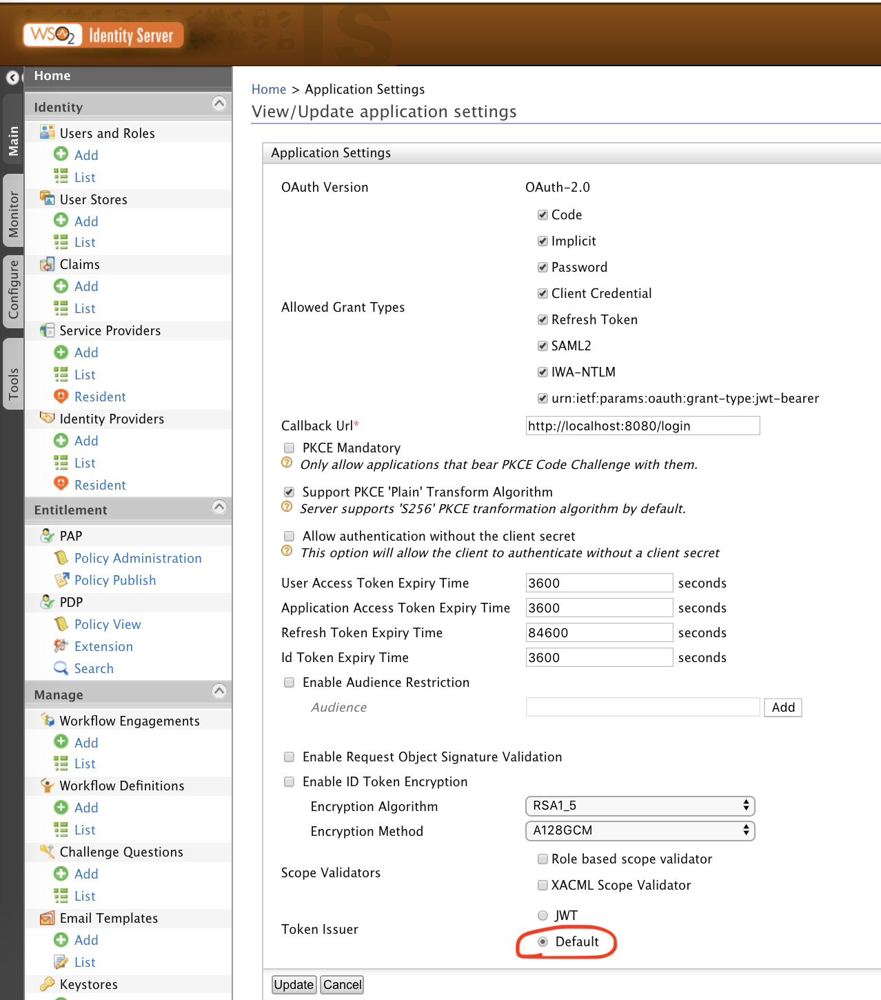 WSO2 Identity Server
IS
Home
Main
Monitor
Configure
Tools
Identity
Users and Roles
Add
List
User Stores
Add
List
Claims
Add
List
Service Providers
Add
List
Resident
Identity Providers
Add
List
Resident
Entitlement
PAP
Policy Administration
Policy Publish
PDP
Policy View
Extension
Search
Manage
Workflow Engagements
Add
List
Workflow Definitions
Add
List
Challenge Questions
Add
List
Email Templates
Add
List
Keystores
Home > Application Settings
View/Update application settings
Application Settings
OAuth Version OAuth-2.0
Allowed Grant Types
Code
Implicit
Password
Client Credential
Refresh Token
SAML2
IWA-NTLM
urn:ietf:params:oauth:grant-type:jwt-bearer
Callback Url* http://localhost:8080/login
PKCE Mandatory
Only allow applications that bear PKCE Code Challenge with them.
Support PKCE 'Plain' Transform Algorithm
Server supports 'S256' PKCE tranformation algorithm by default.
Allow authentication without the client secret
This option will allow the client to authenticate without a client secret
User Access Token Expiry Time 3600 seconds
Application Access Token Expiry Time 3600 seconds
Refresh Token Expiry Time 84600 seconds
Id Token Expiry Time 3600 seconds
Enable Audience Restriction
Audience Add
Enable Request Object Signature Validation
Enable ID Token Encryption
Encryption Algorithm RSA1_5
Encryption Method A128GCM
Scope Validators
Role based scope validator
XACML Scope Validator
Token Issuer
JWT
Default
Update Cancel